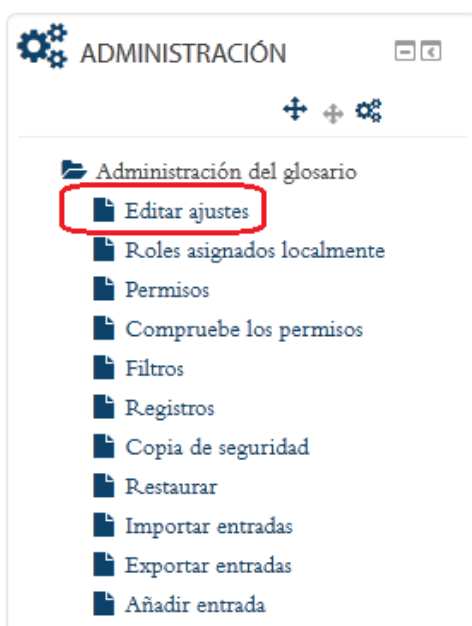 ADMINISTRACIÓN
Administración del glosario
Editar ajustes
Roles asignados localmente
Permisos
Compruebe los permisos
Filtros
Registros
Copia de seguridad
Restaurar
Importar entradas
Exportar entradas
Añadir entrada